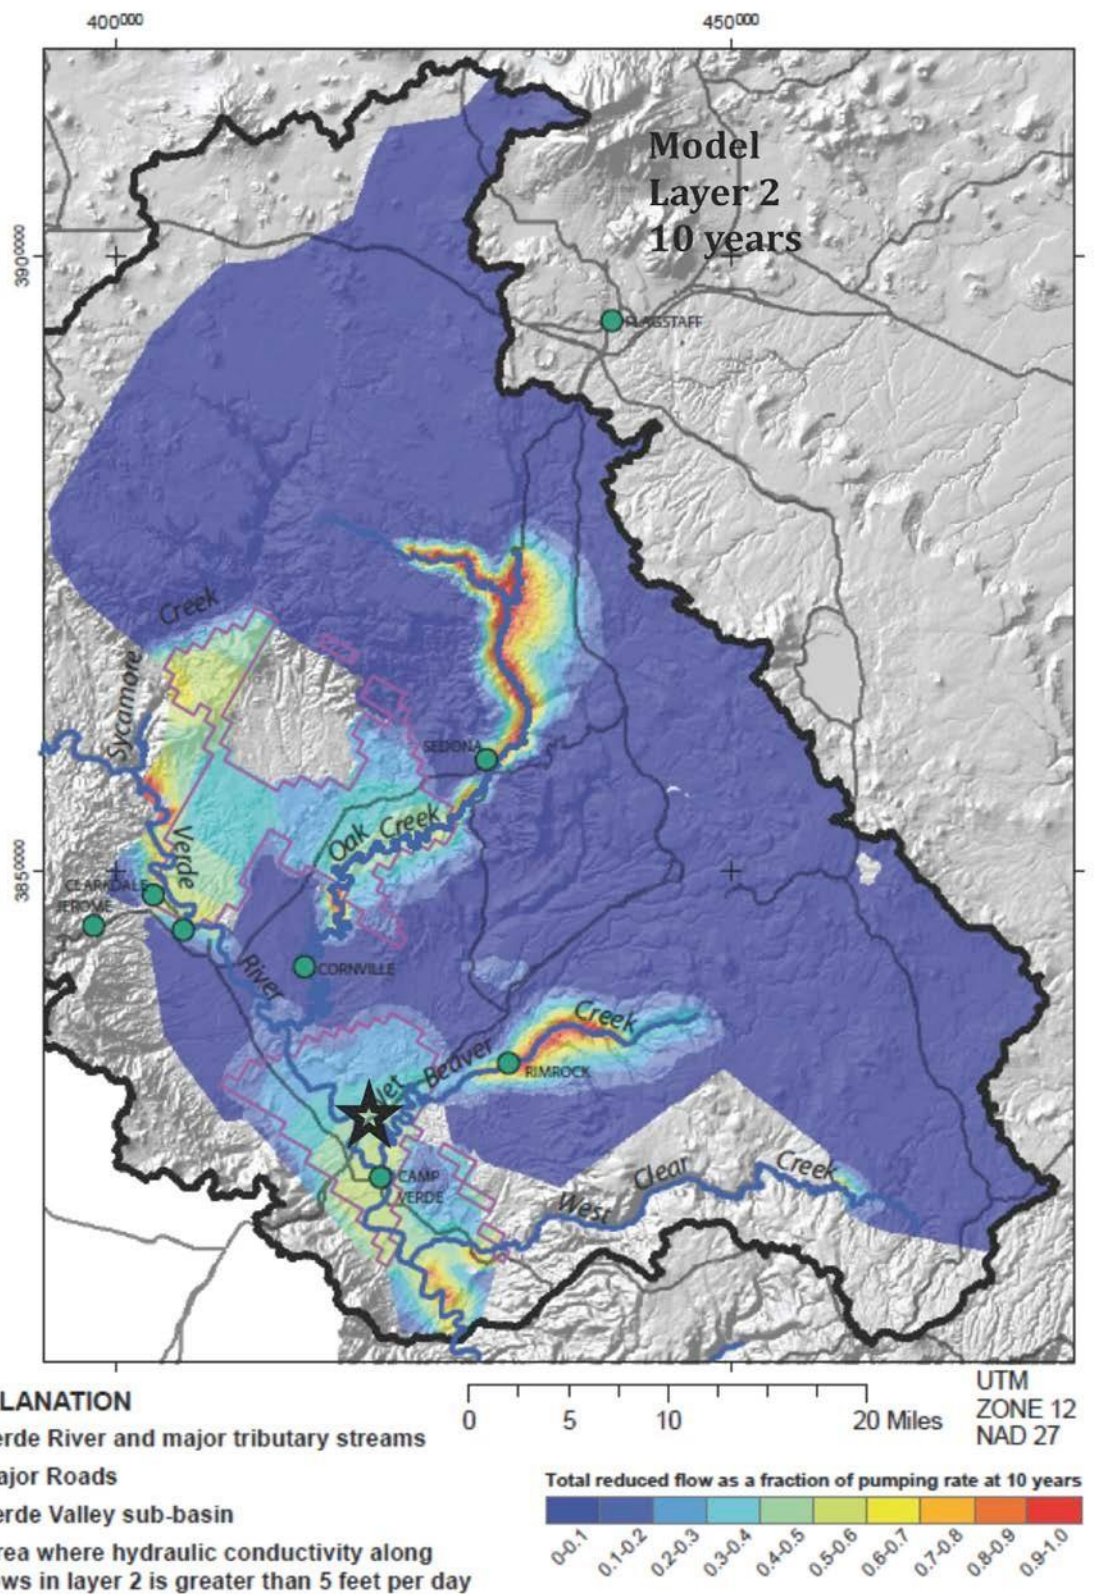 400000
450000
Model
Layer 2
10 years
3900000
FLAGSTAFF
Creek
Sycamore
SEDONA
Oak Creek
Verde
3850000
CLARKDALE
JEROME
River
CORNVILLE
Creek
Wet Beaver
RIMROCK
CAMP
VERDE
West Clear Creek
LANATION
erde River and major tributary streams
ajor Roads
erde Valley sub-basin
rea where hydraulic conductivity along
ows in layer 2 is greater than 5 feet per day
0 5 10 20 Miles
UTM
ZONE 12
NAD 27
Total reduced flow as a fraction of pumping rate at 10 years
0-0.1 0.1-0.2 0.2-0.3 0.3-0.4 0.4-0.5 0.5-0.6 0.6-0.7 0.7-0.8 0.8-0.9 0.9-1.0